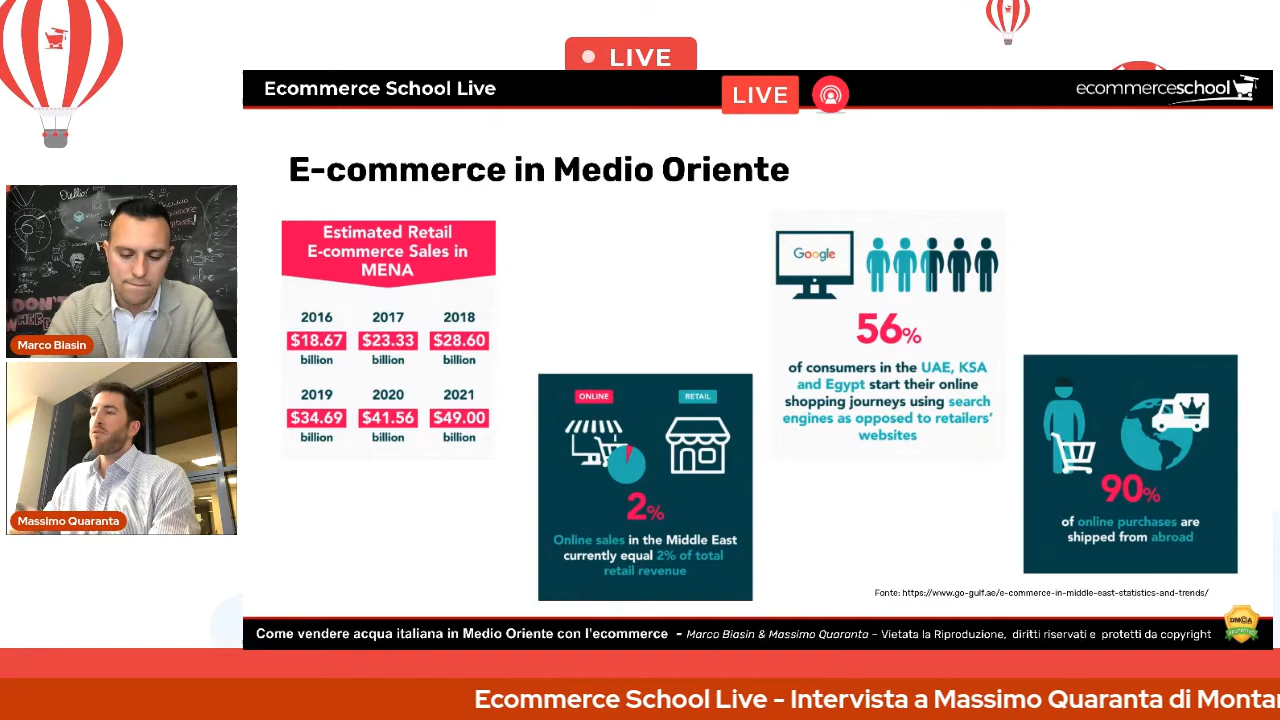 LIVE
Ecommerce School Live
LIVE
ecommerceschool
E-commerce in Medio Oriente
Estimated Retail
E-commerce Sales in
MENA
2016 2017 2018
$18.67 $23.33 $28.60
billion billion billion
2019 2020 2021
$34.69 $41.56 $49.00
billion billion billion
ONLINE RETAIL
2%
Online sales in the Middle East
currently equal 2% of total
retail revenue
Google
56%
of consumers in the UAE, KSA
and Egypt start their online
shopping journeys using search
engines as opposed to retailers'
websites
90%
of online purchases are
shipped from abroad
Fonte: https://www.go-gulf.ae/e-commerce-in-middle-east-statistics-and-trends/
DON'T
Marco Biasin
Massimo Quaranta
Come vendere acqua italiana in Medio Oriente con l'ecommerce - Marco Biasin & Massimo Quaranta – Vietata la Riproduzione, diritti riservati e protetti da copyright
DMCA
Ecommerce School Live - Intervista a Massimo Quaranta di Montan